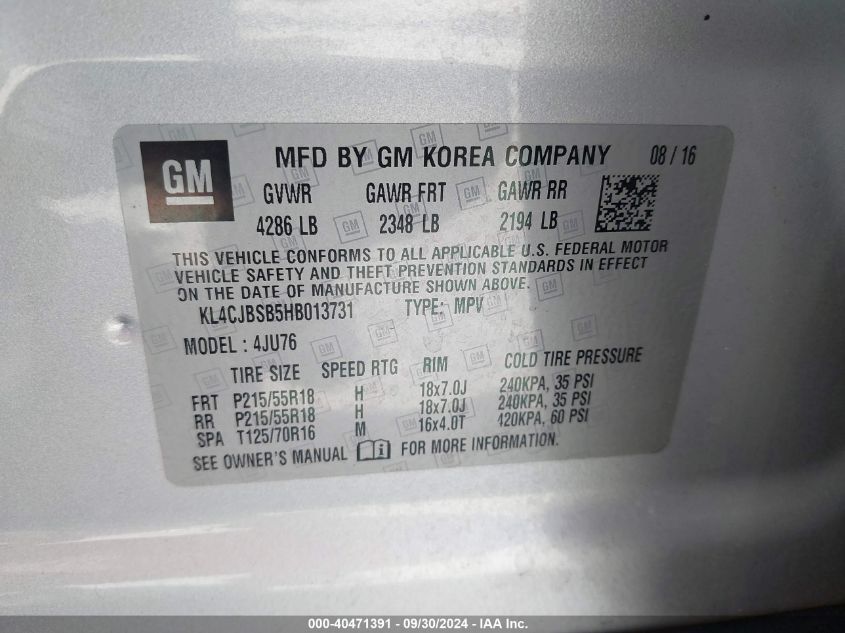 GM MFD BY GM KOREA COMPANY 08 / 16
GVWR GAWR FRT GAWR RR
4286 LB 2348 LB 2194 LB
THIS VEHICLE CONFORMS TO ALL APPLICABLE U.S. FEDERAL MOTOR
VEHICLE SAFETY AND THEFT PREVENTION STANDARDS IN EFFECT
ON THE DATE OF MANUFACTURE SHOWN ABOVE.
KL4CJBSB5HB013731 TYPE: MPV
MODEL : 4JU76
TIRE SIZE SPEED RTG RIM COLD TIRE PRESSURE
FRT P215/55R18 H 18x7.0J 240KPA, 35 PSI
RR P215/55R18 H 18x7.0J 240KPA, 35 PSI
SPA T125/70R16 M 16x4.0T 420KPA, 60 PSI
SEE OWNER'S MANUAL FOR MORE INFORMATION.
000-40471391 - 09/30/2024 - IAA Inc.